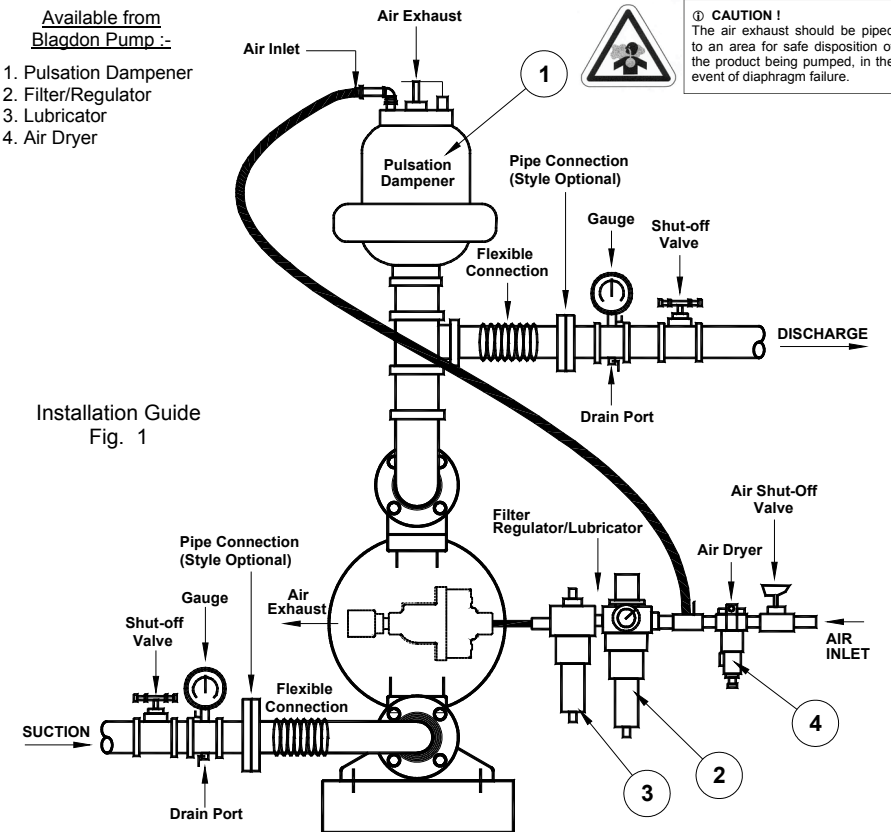 Available from
Blagdon Pump :-
1. Pulsation Dampener
2. Filter/Regulator
3. Lubricator
4. Air Dryer
Air Exhaust
Air Inlet
1
CAUTION !
The air exhaust should be piped
to an area for safe disposition o
the product being pumped, in the
event of diaphragm failure.
Pulsation
Dampener
Pipe Connection
(Style Optional)
Gauge
Shut-off
Valve
Flexible
Connection
DISCHARGE
Drain Port
Installation Guide
Fig. 1
Air Shut-Off
Valve
Filter
Regulator/Lubricator
Air Dryer
Pipe Connection
(Style Optional)
Gauge
Air
Exhaust
Shut-off
Valve
AIR
INLET
Flexible
Connection
SUCTION
4
2
3
Drain Port